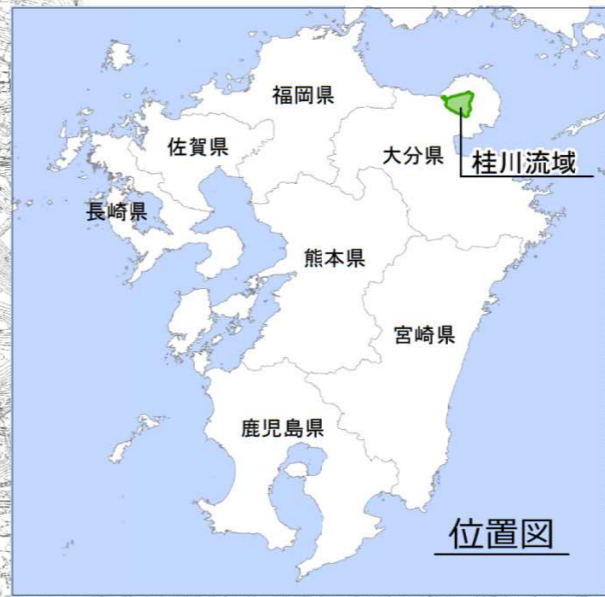 福岡県
佐賀県
大分県
桂川流域
長崎県
熊本県
宮崎県
鹿児島県
位置図